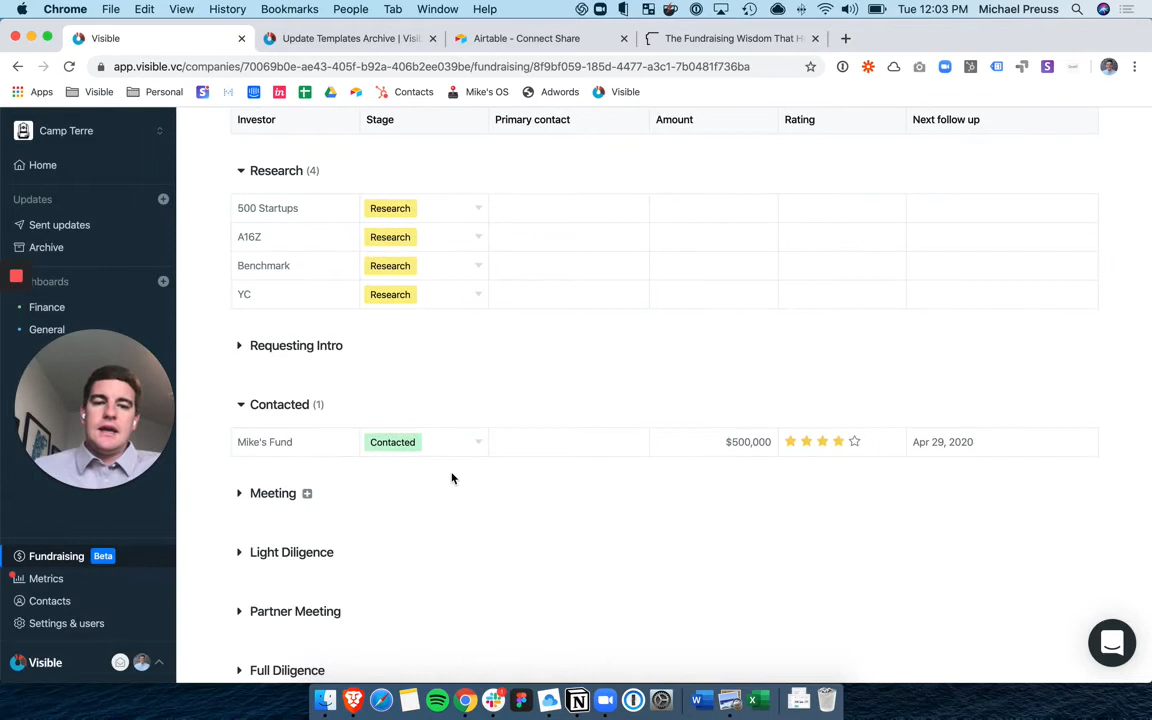 Chrome File Edit View History Bookmarks People Tab Window Help Tue 12:03 PM Michael Preuss
Visible Update Templates Archive | Visi Airtable - Connect Share The Fundraising Wisdom That H
app.visible.vc/companies/70069b0e-ae43-405f-b92a-406b2ee039be/fundraising/8f9bf059-185d-4477-a3c1-7b0481f736ba
Apps Visible Personal Contacts Mike's OS Adwords Visible
Camp Terre
Home
Updates
Sent updates
Archive
hboards
Finance
General
Fundraising Beta
Metrics
Contacts
Settings & users
Visible
Investor Stage Primary contact Amount Rating Next follow up
Research (4)
500 Startups Research
A16Z Research
Benchmark Research
YC Research
Requesting Intro
Contacted (1)
Mike's Fund Contacted $500,000 Apr 29, 2020
Meeting
Light Diligence
Partner Meeting
Full Diligence